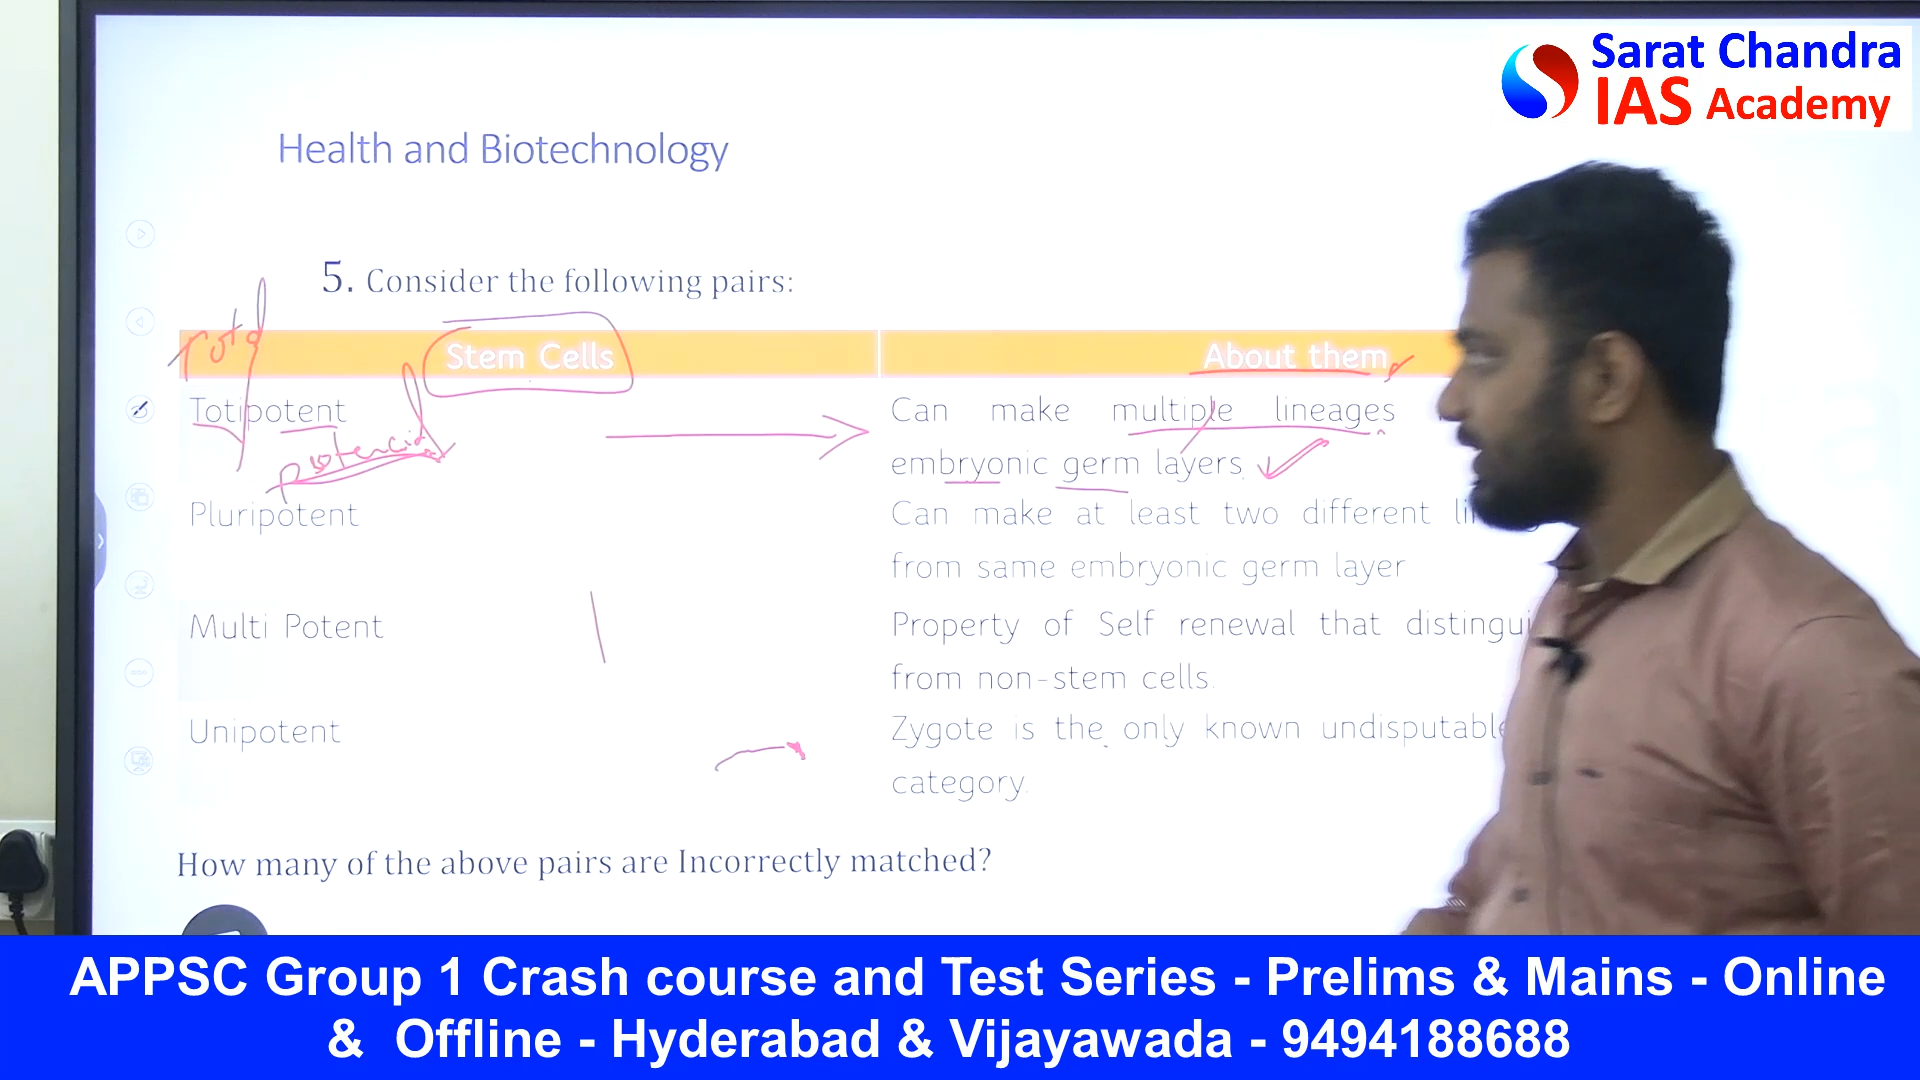 Sarat Chandra
IAS Academy
Health and Biotechnology
5. Consider the following pairs:
Stem Cells
About them
Total
Totipotent
potencial
Can make multiple lineages
embryonic germ layers.
Pluripotent
Can make at least two different
from same embryonic germ layer
Multi Potent
Property of Self renewal that
from non-stem cells.
Unipotent
Zygote is the only known
category.
How many of the above pairs are Incorrectly matched?
APPSC Group 1 Crash course and Test Series - Prelims & Mains - Online
& Offline - Hyderabad & Vijayawada - 9494188688